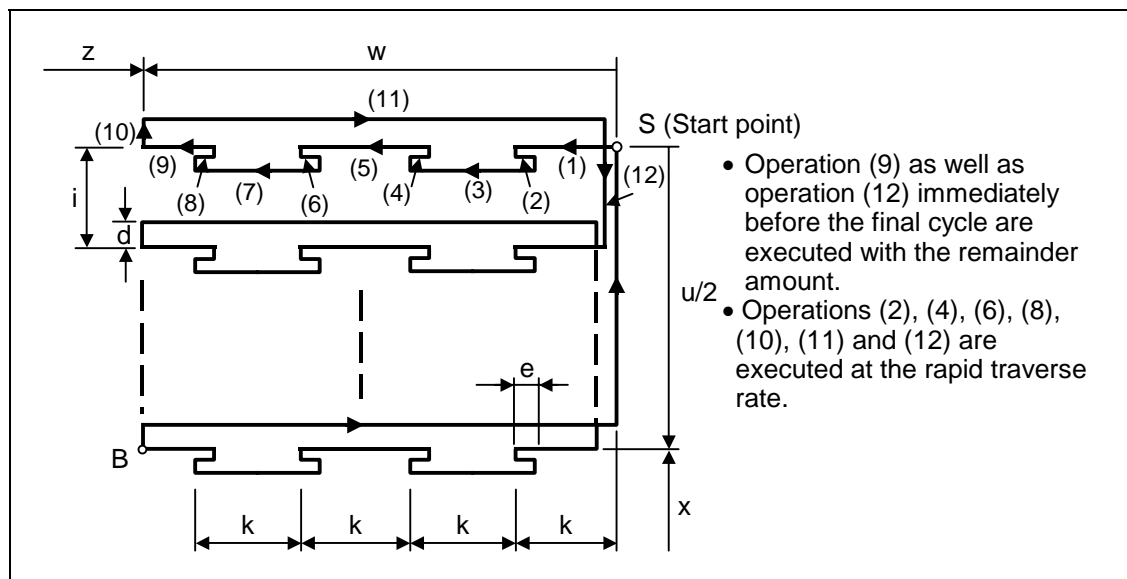 z
w
(11)
S (Start point)
(10)
(9)
(5)
(1)
(7)
(4)
(3)
(12)
(8)
(6)
(2)
i
d
u/2
e
B
x
k
k
k
k
• Operation (9) as well as
operation (12) immediately
before the final cycle are
executed with the remainder
amount.
• Operations (2), (4), (6), (8),
(10), (11) and (12) are
executed at the rapid traverse
rate.